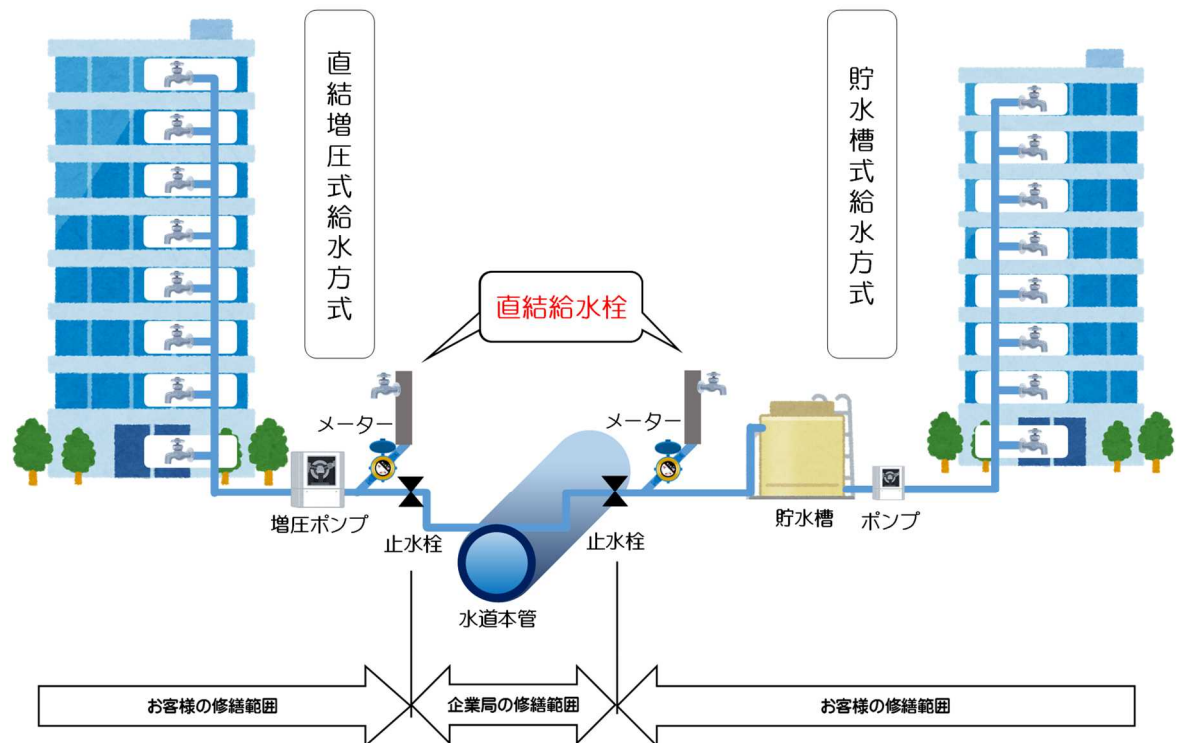 直結増圧式給水方式
貯水槽式給水方式
直結給水栓
メーター
メーター
増圧ポンプ
止水栓
水道本管
止水栓
貯水槽
ポンプ
お客様の修繕範囲
企業局の修繕範囲
お客様の修繕範囲